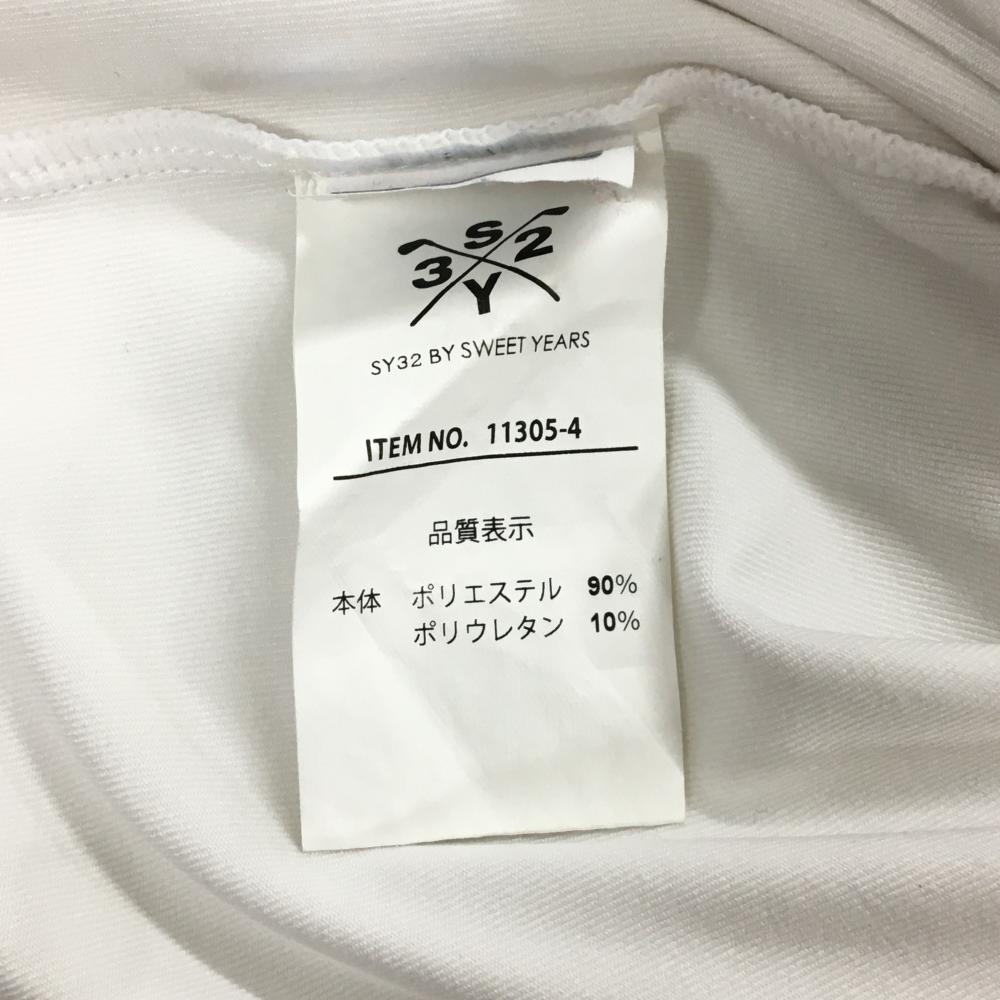 S
3 2
Y
SY32 BY SWEET YEARS
ITEM NO. 11305-4
品質表示
本体 ポリエステル 90%
ポリウレタン 10%